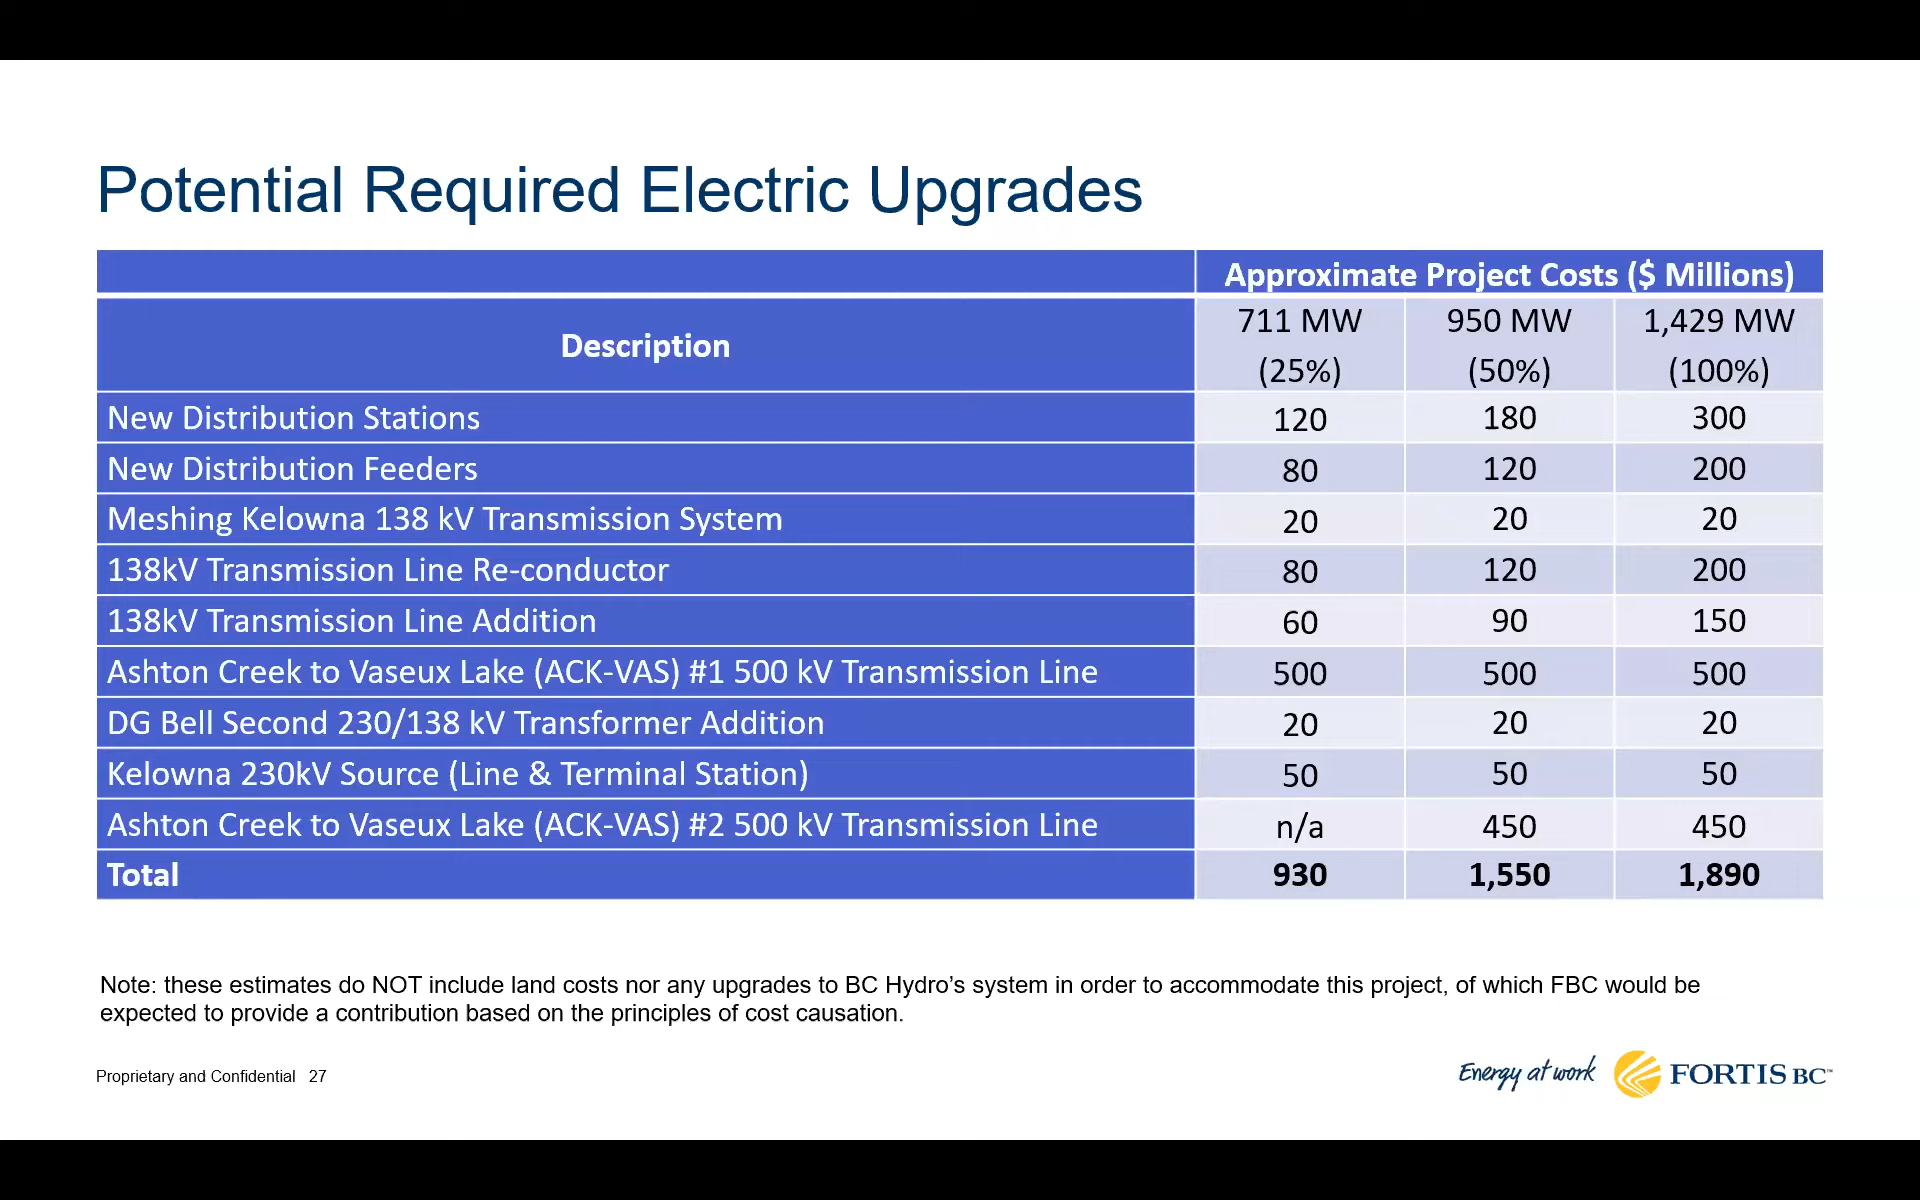 Potential Required Electric Upgrades
Approximate Project Costs ($ Millions)
Description 711 MW (25%) 950 MW (50%) 1,429 MW (100%)
New Distribution Stations 120 180 300
New Distribution Feeders 80 120 200
Meshing Kelowna 138 kV Transmission System 20 20 20
138kV Transmission Line Re-conductor 80 120 200
138kV Transmission Line Addition 60 90 150
Ashton Creek to Vaseux Lake (ACK-VAS) #1 500 kV Transmission Line 500 500 500
DG Bell Second 230/138 kV Transformer Addition 20 20 20
Kelowna 230kV Source (Line & Terminal Station) 50 50 50
Ashton Creek to Vaseux Lake (ACK-VAS) #2 500 kV Transmission Line n/a 450 450
Total 930 1,550 1,890
Note: these estimates do NOT include land costs nor any upgrades to BC Hydro’s system in order to accommodate this project, of which FBC would be
expected to provide a contribution based on the principles of cost causation.
Proprietary and Confidential 27
Energy at work FORTIS BC™